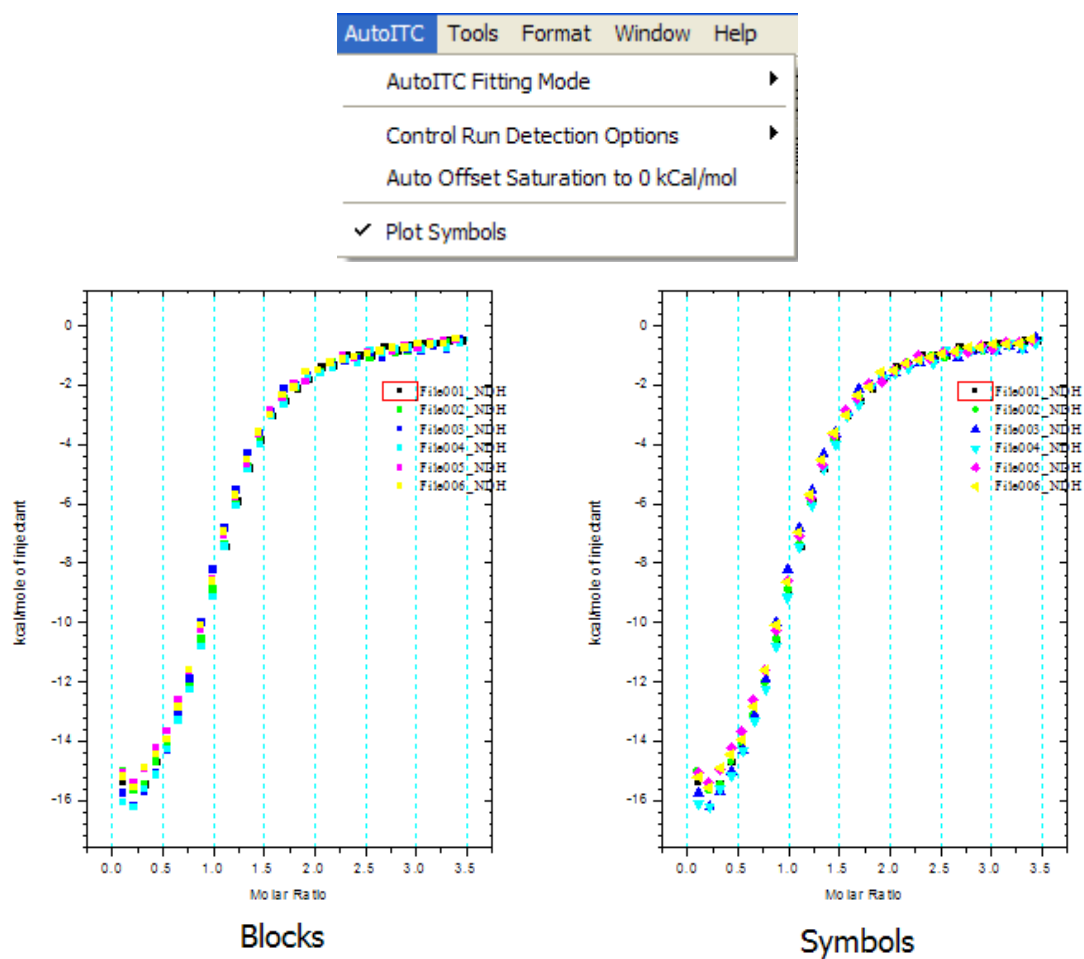 AutoITC Tools Format Window Help
AutoITC Fitting Mode
Control Run Detection Options
Auto Offset Saturation to 0 kCal/mol
Plot Symbols
0
-2
-4
-6
-8
-10
-12
-14
-16
kcal/mole of injectant
File001_NDH
File002_NDH
File003_NDH
File004_NDH
File005_NDH
File006_NDH
0.0 0.5 1.0 1.5 2.0 2.5 3.0 3.5
Molar Ratio
Blocks
0
-2
-4
-6
-8
-10
-12
-14
-16
kcal/mole of injectant
File001_NDH
File002_NDH
File003_NDH
File004_NDH
File005_NDH
File006_NDH
0.0 0.5 1.0 1.5 2.0 2.5 3.0 3.5
Molar Ratio
Symbols